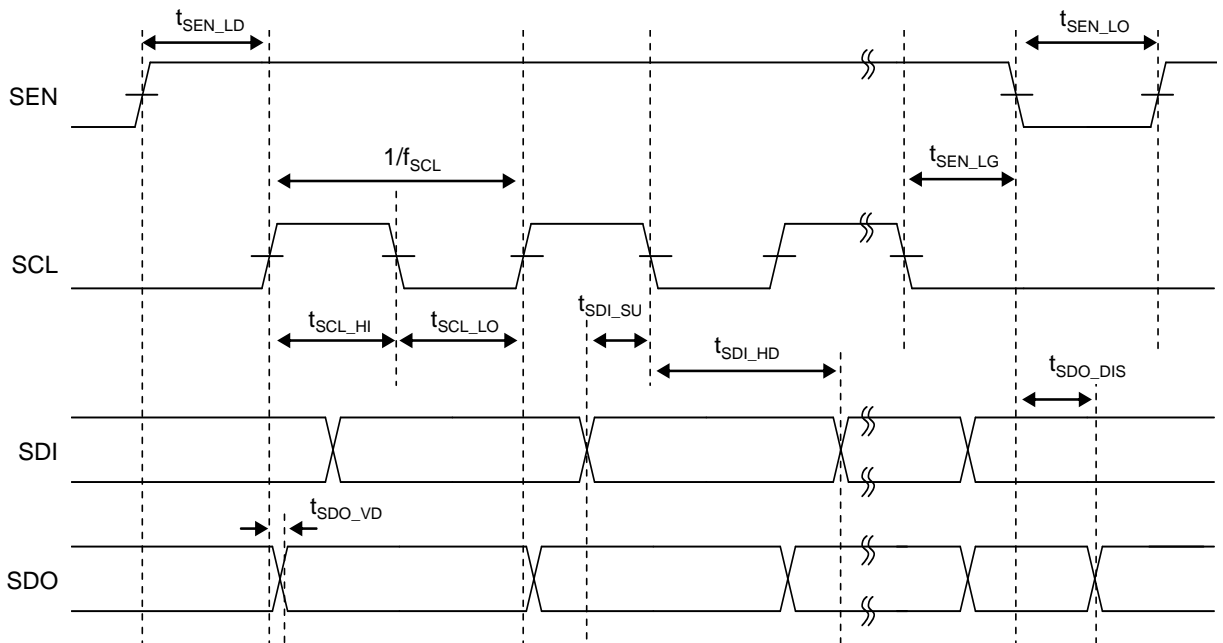 tSEN_LD
tSEN_LO
SEN
1/fSCL
tSEN_LG
SCL
tSCL_HI
tSCL_LO
tSDI_SU
tSDI_HD
tSDO_DIS
SDI
tSDO_VD
SDO